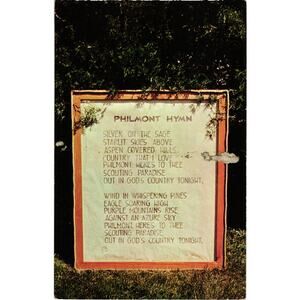 PHILMONT HYMN
SILVER ON THE SAGE
STARLIT SKIES ABOVE
ASPEN COVERED HILLS
COUNTRY THAT I LOVE
PHILMONT HERES TO THEE
SCOUTING PARADISE
OUT IN GOD'S COUNTRY TONIGHT.
WIND IN WHISPERING PINES
EAGLE SOARING HIGH
PURPLE MOUNTAINS RISE
AGAINST AN AZURE SKY
PHILMONT HERES TO THEE
SCOUTING PARADISE
OUT IN GOD'S COUNTRY TONIGHT.